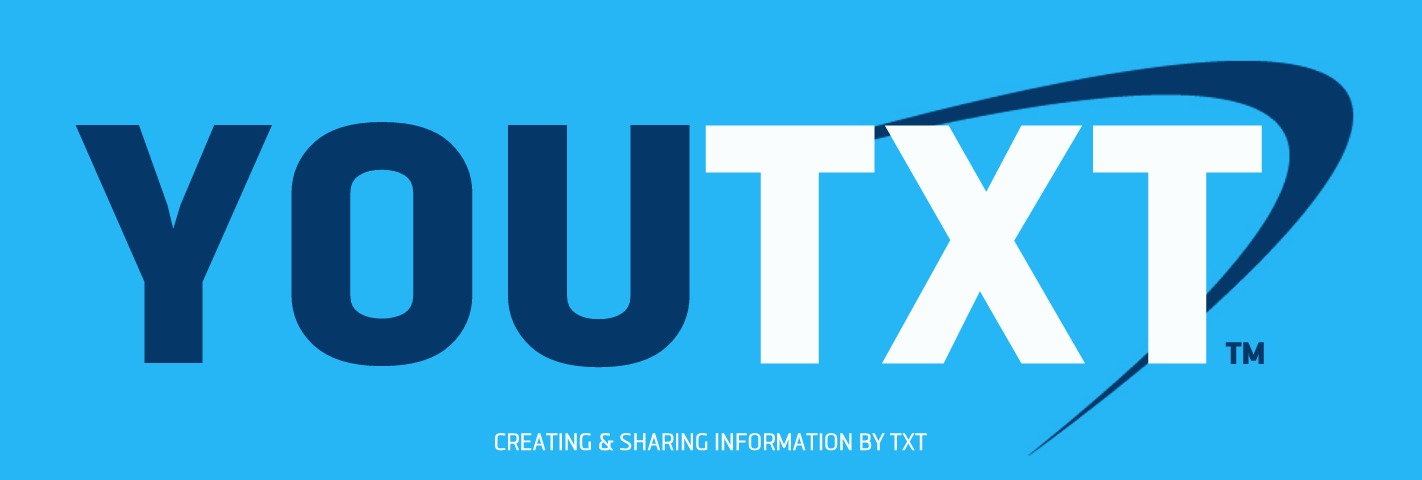 YOUTXT™
CREATING & SHARING INFORMATION BY TXT